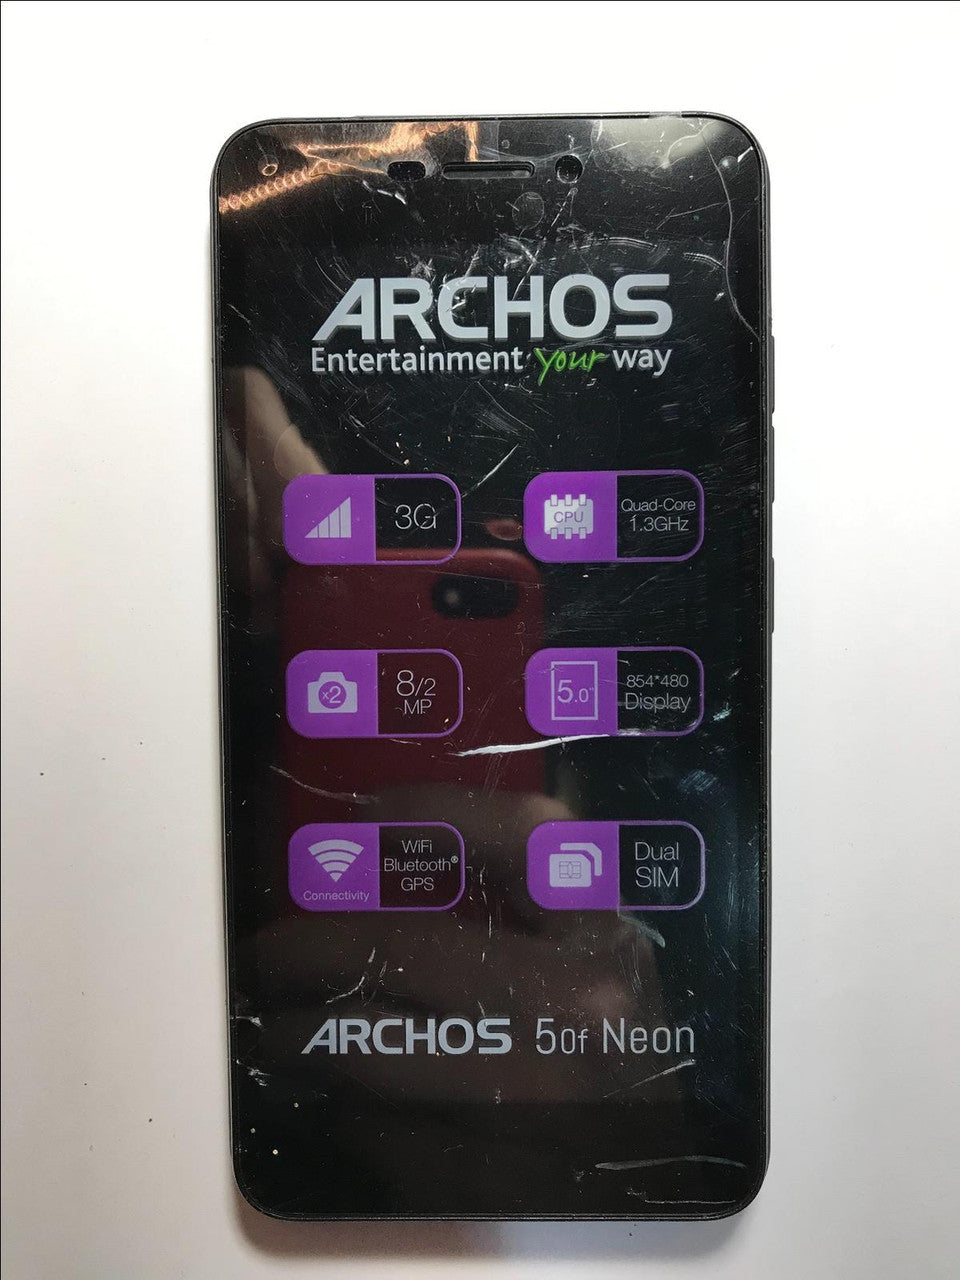 ARCHOS
Entertainment your way
3G
CPU
Quad-Core
1.3GHz
x2
8/2
MP
5.0"
854*480
Display
Connectivity
WiFi
Bluetooth®
GPS
Dual
SIM
ARCHOS 50f Neon